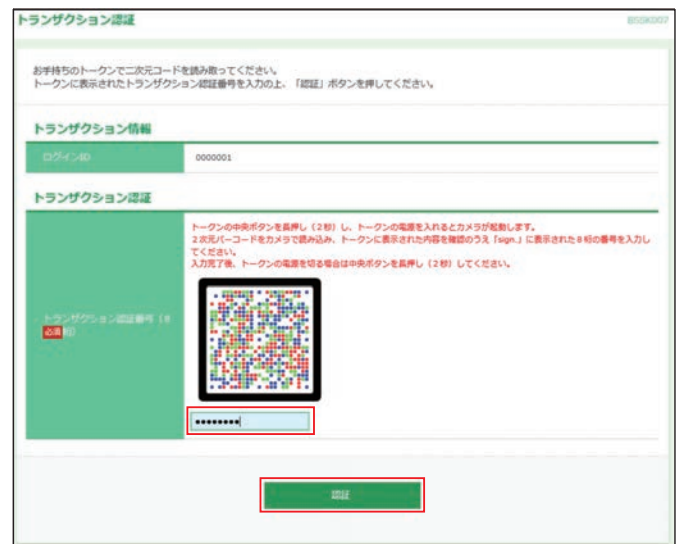 トランザクション認証
BSSK007
お手持ちのトークンで二次元コードを読み取ってください。
トークンに表示されたトランザクション認証番号を入力の上、「認証」ボタンを押してください。
トランザクション情報
ログインID
0000001
トランザクション認証
トークンの中央ボタンを長押し（2秒）し、トークンの電源を入れるとカメラが起動します。
2次元バーコードをカメラで読み込み、トークンに表示された内容を確認のうえ「sign.」に表示された8桁の番号を入力し
てください。
入力完了後、トークンの電源を切る場合は中央ボタンを長押し（2秒）してください。
トランザクション認証番号（8
必須 桁）
••••••••
認証